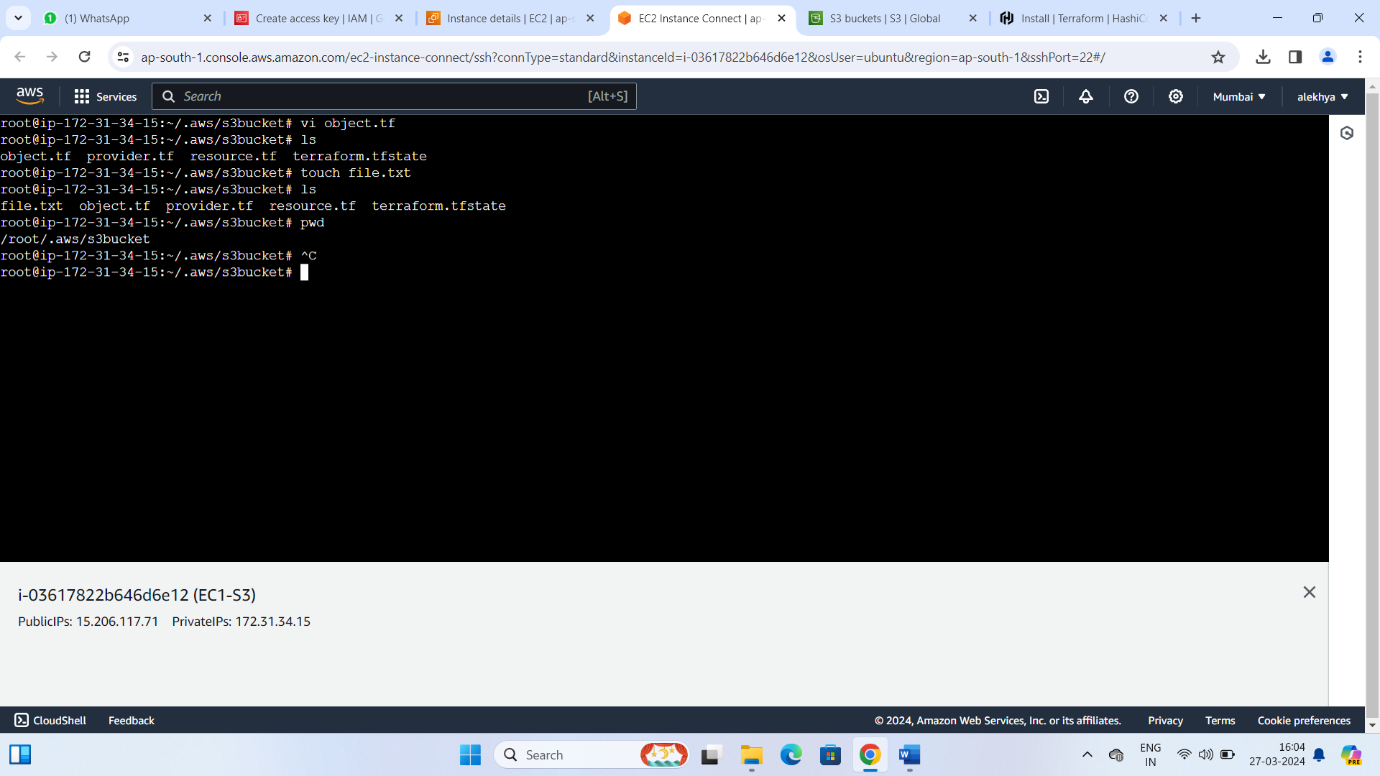 (1) WhatsApp
Create access key | IAM | G
Instance details | EC2 | ap-s
EC2 Instance Connect | ap-
S3 buckets | S3 | Global
Install | Terraform | HashiC
ap-south-1.console.aws.amazon.com/ec2-instance-connect/ssh?connType=standard&instanceId=i-03617822b646d6e12&osUser=ubuntu&region=ap-south-1&sshPort=22#/
aws Services Search [Alt+S] Mumbai alekhya
root@ip-172-31-34-15:~/.aws/s3bucket# vi object.tf
root@ip-172-31-34-15:~/.aws/s3bucket# ls
object.tf provider.tf resource.tf terraform.tfstate
root@ip-172-31-34-15:~/.aws/s3bucket# touch file.txt
root@ip-172-31-34-15:~/.aws/s3bucket# ls
file.txt object.tf provider.tf resource.tf terraform.tfstate
root@ip-172-31-34-15:~/.aws/s3bucket# pwd
/root/.aws/s3bucket
root@ip-172-31-34-15:~/.aws/s3bucket# ^C
root@ip-172-31-34-15:~/.aws/s3bucket#
i-03617822b646d6e12 (EC1-S3)
PublicIPs: 15.206.117.71 PrivateIPs: 172.31.34.15
CloudShell Feedback © 2024, Amazon Web Services, Inc. or its affiliates. Privacy Terms Cookie preferences
Search
ENG
IN
16:04
27-03-2024
PRE